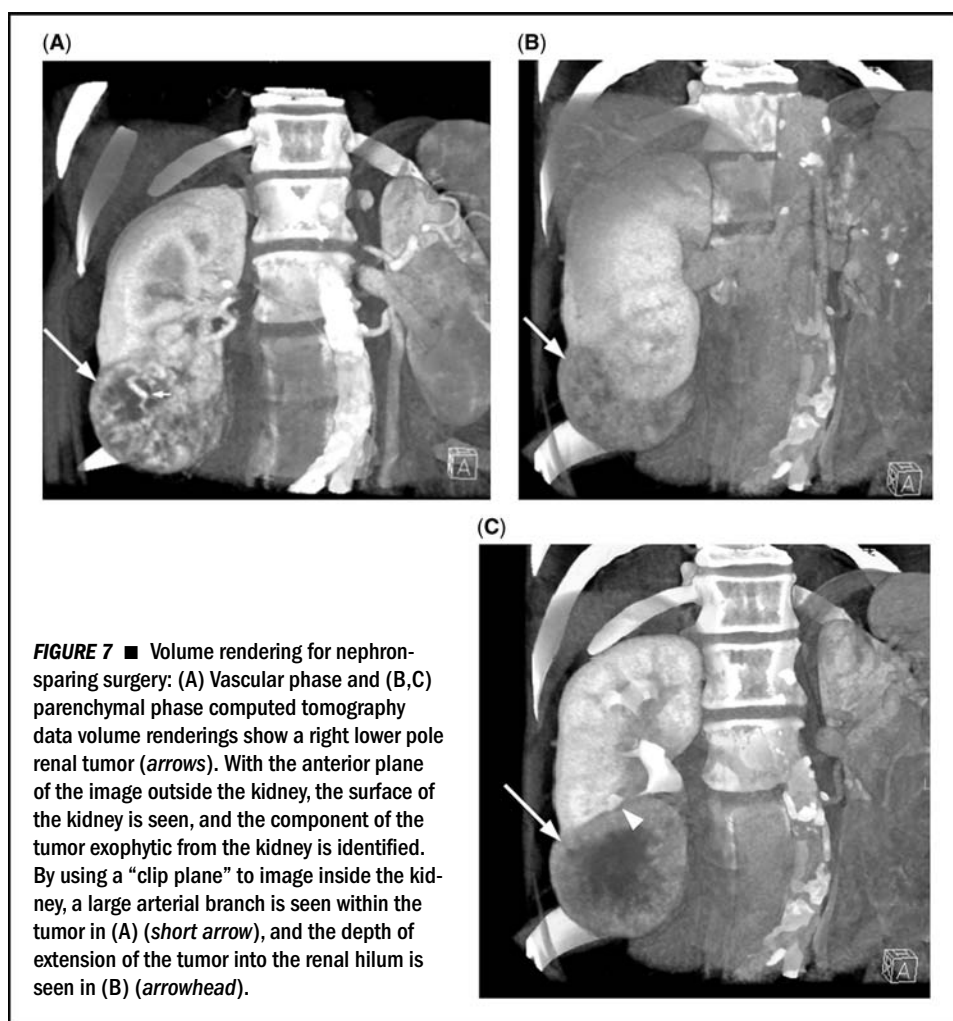 (A)
(B)
A
A
(C)
FIGURE 7 ■ Volume rendering for nephron-
sparing surgery: (A) Vascular phase and (B,C)
parenchymal phase computed tomography
data volume renderings show a right lower pole
renal tumor (arrows). With the anterior plane
of the image outside the kidney, the surface of
the kidney is seen, and the component of the
tumor exophytic from the kidney is identified.
By using a “clip plane” to image inside the kid-
ney, a large arterial branch is seen within the
tumor in (A) (short arrow), and the depth of
extension of the tumor into the renal hilum is
seen in (B) (arrowhead).
A